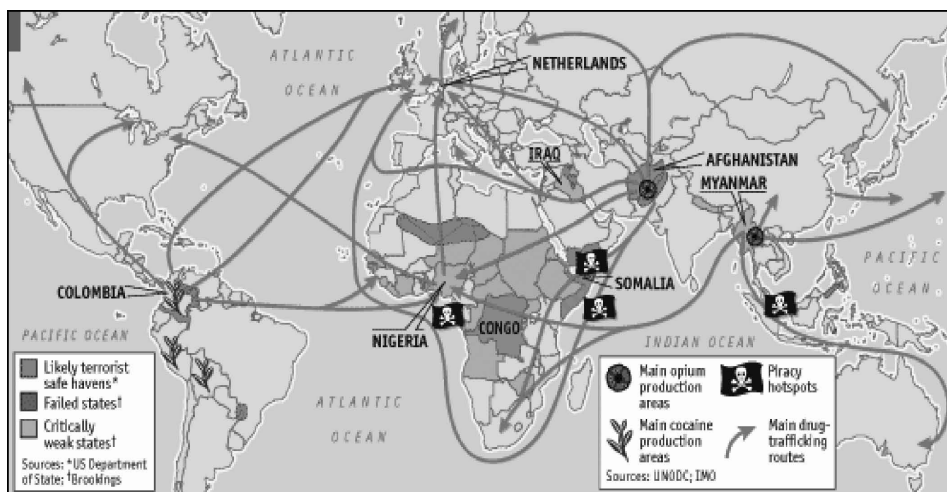 ATLANTIC
OCEAN
NETHERLANDS
IRAQ
AFGHANISTAN
MYANMAR
PACIFIC
OCEAN
COLOMBIA
SOMALIA
NIGERIA
CONGO
PACIFIC OCEAN
INDIAN OCEAN
ATLANTIC
OCEAN
Likely terrorist
safe havens*
Failed states†
Critically
weak states†
Sources: *US Department
of State; †Brookings
Main opium
production
areas
Piracy
hotspots
Main cocaine
production
areas
Main drug-
trafficking
routes
Sources: UNODC; IMO